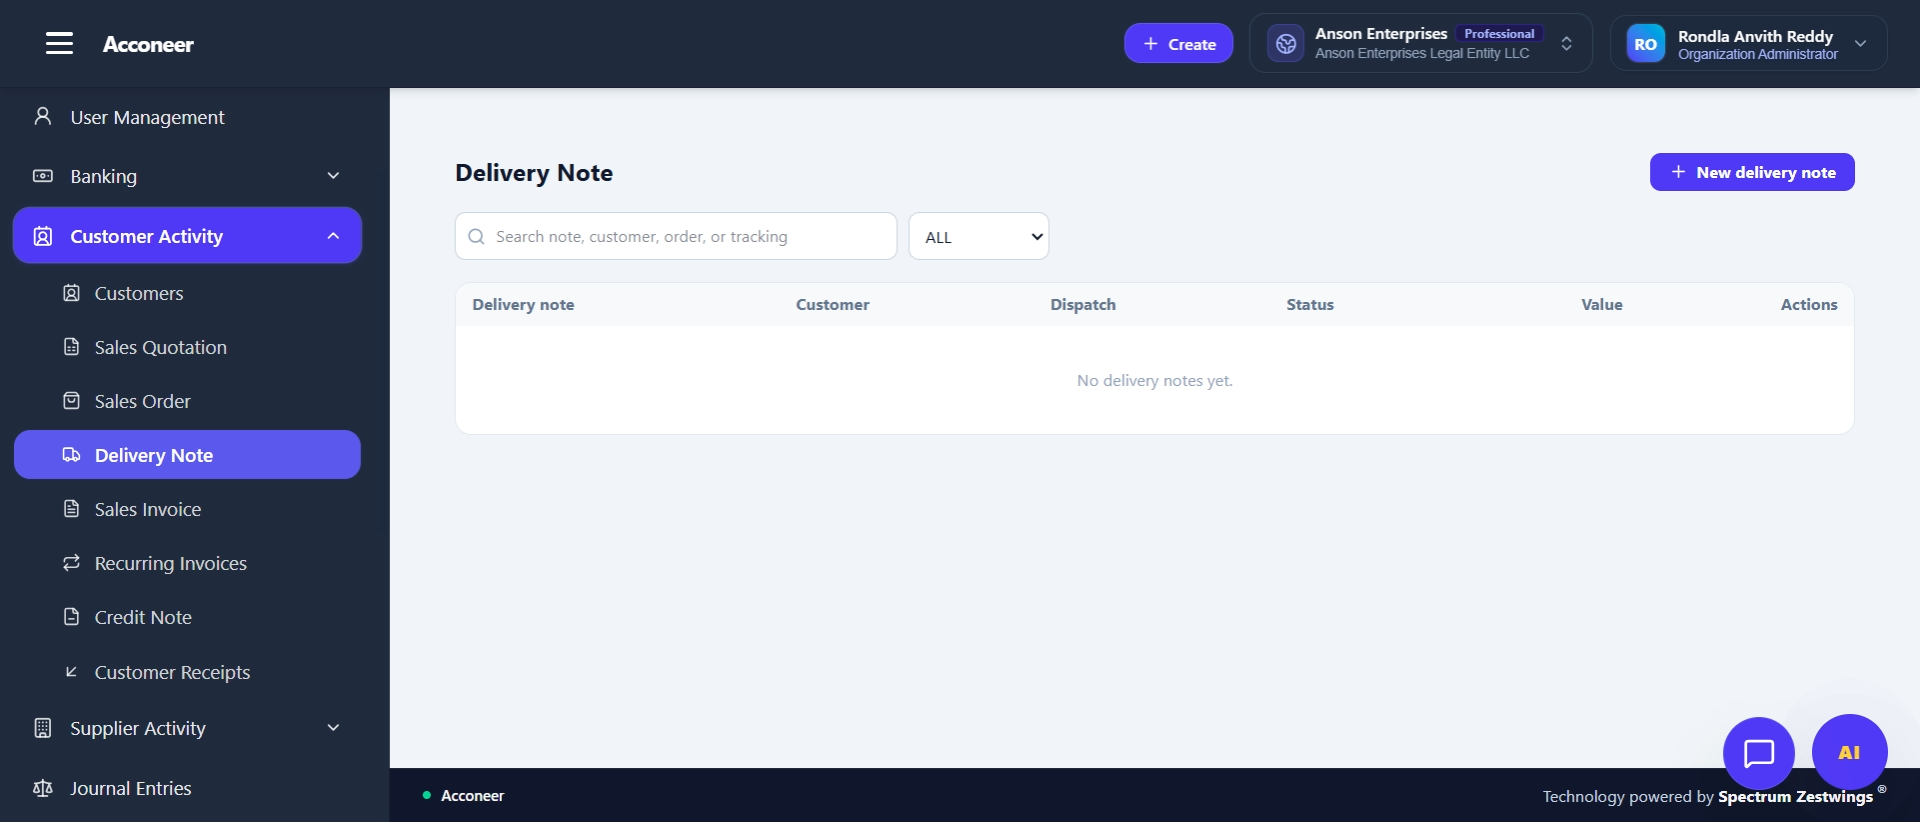 Acconeer
Create
Anson Enterprises Professional
Anson Enterprises Legal Entity LLC
RO
Rondla Anvith Reddy
Organization Administrator
User Management
Banking
Customer Activity
Customers
Sales Quotation
Sales Order
Delivery Note
Sales Invoice
Recurring Invoices
Credit Note
Customer Receipts
Supplier Activity
Journal Entries
Delivery Note
New delivery note
Search note, customer, order, or tracking
ALL
Delivery note Customer Dispatch Status Value Actions
No delivery notes yet.
AI
Acconeer
Technology powered by Spectrum Zestwings ®